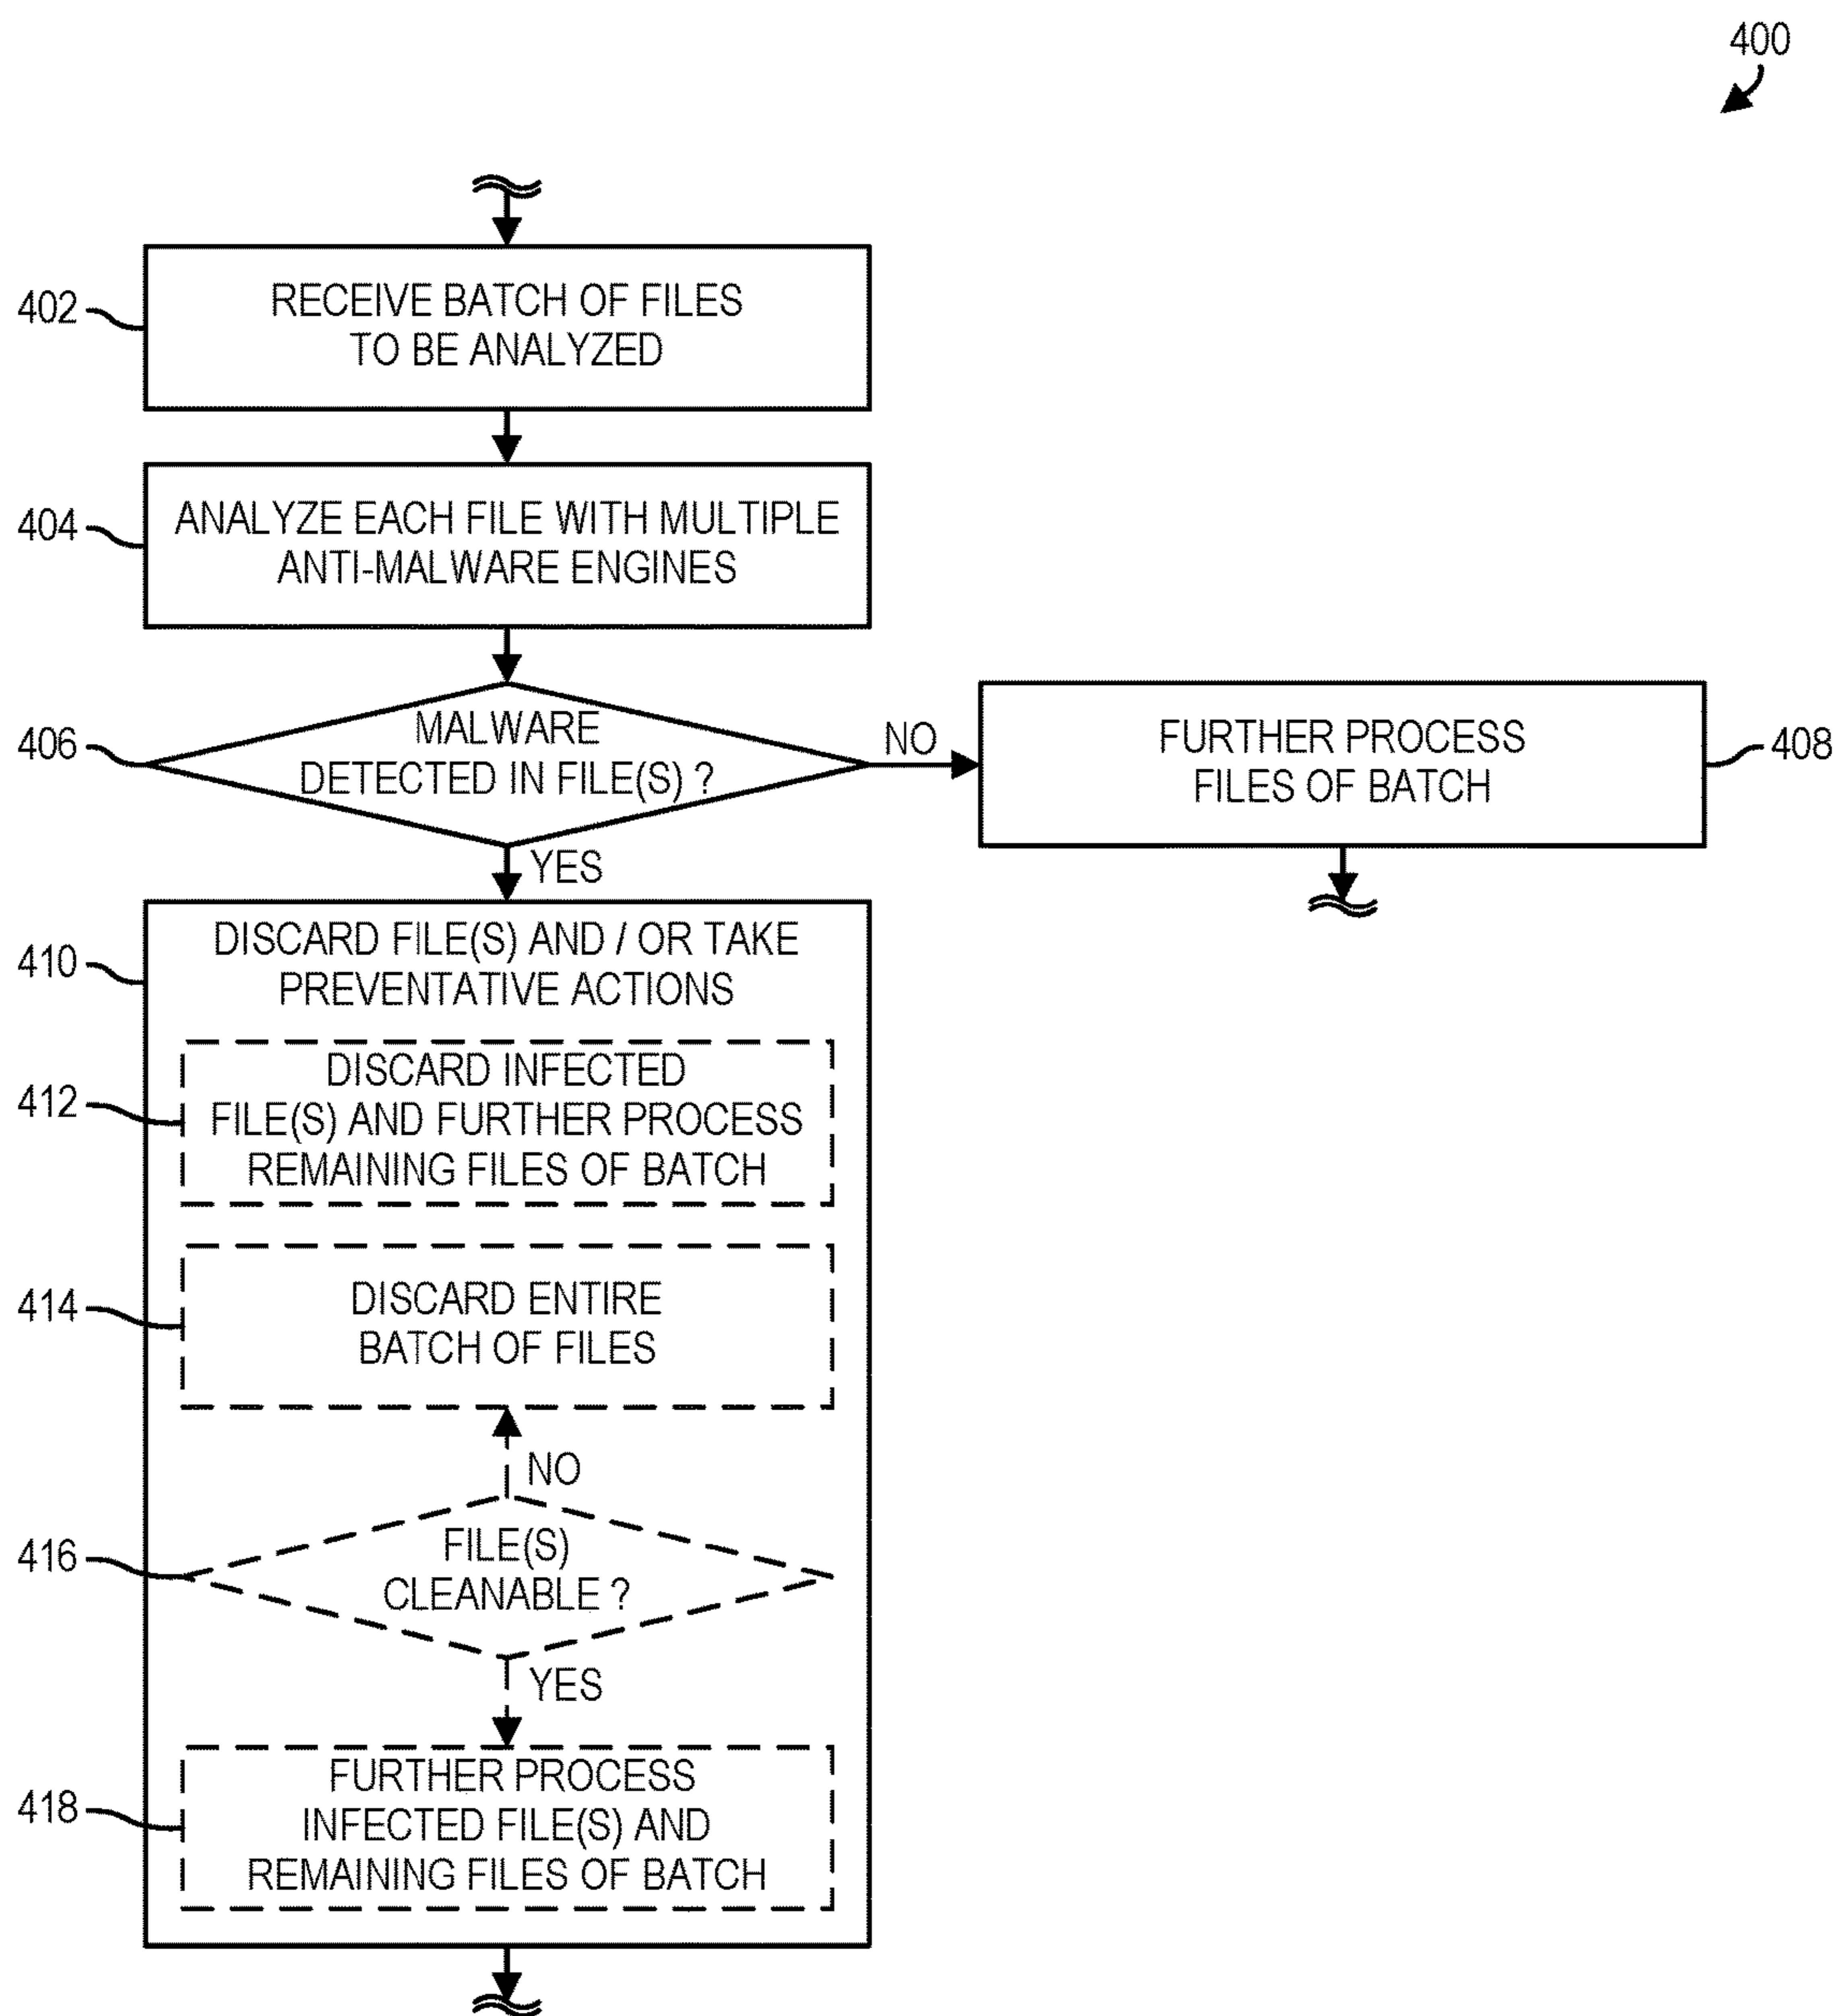 400
402
RECEIVE BATCH OF FILES
TO BE ANALYZED
404
ANALYZE EACH FILE WITH MULTIPLE
ANTI-MALWARE ENGINES
406
MALWARE
DETECTED IN FILE(S) ?
NO
FURTHER PROCESS
FILES OF BATCH
408
YES
410
DISCARD FILE(S) AND / OR TAKE
PREVENTATIVE ACTIONS
412
DISCARD INFECTED
FILE(S) AND FURTHER PROCESS
REMAINING FILES OF BATCH
414
DISCARD ENTIRE
BATCH OF FILES
NO
416
FILE(S)
CLEANABLE ?
YES
418
FURTHER PROCESS
INFECTED FILE(S) AND
REMAINING FILES OF BATCH